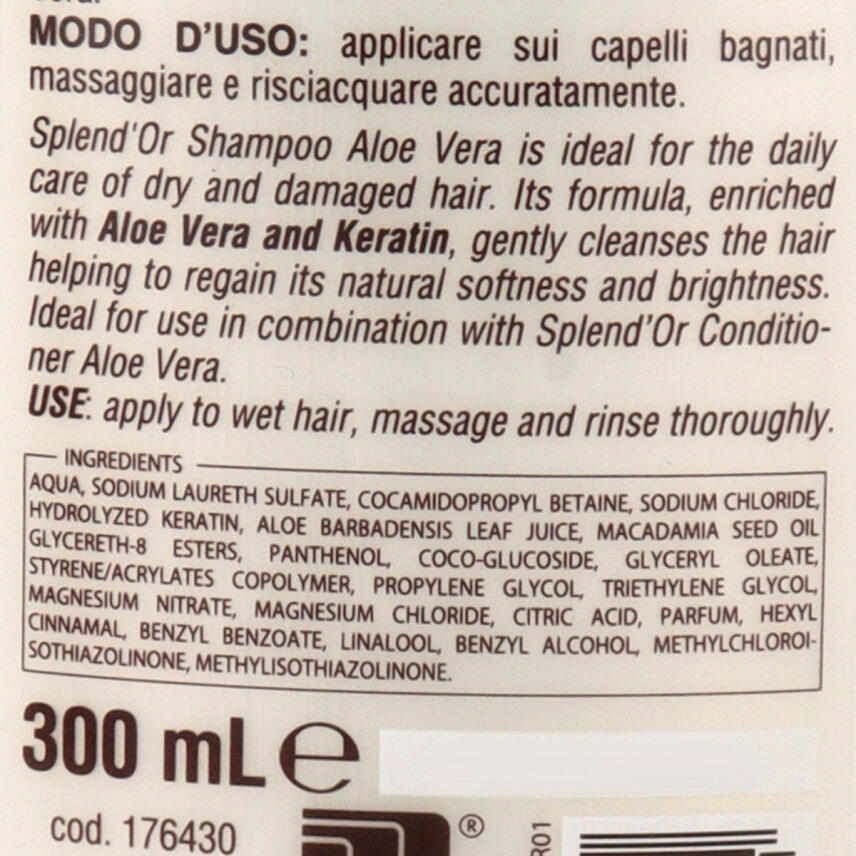 MODO D'USO: applicare sui capelli bagnati,
massaggiare e risciacquare accuratamente.
Splend'Or Shampoo Aloe Vera is ideal for the daily
care of dry and damaged hair. Its formula, enriched
with Aloe Vera and Keratin, gently cleanses the hair
helping to regain its natural softness and brightness.
Ideal for use in combination with Splend'Or Conditio-
ner Aloe Vera.
USE: apply to wet hair, massage and rinse thoroughly.
INGREDIENTS
AQUA, SODIUM LAURETH SULFATE, COCAMIDOPROPYL BETAINE, SODIUM CHLORIDE,
HYDROLYZED KERATIN, ALOE BARBADENSIS LEAF JUICE, MACADAMIA SEED OIL
GLYCERETH-8 ESTERS, PANTHENOL, COCO-GLUCOSIDE, GLYCERYL OLEATE,
STYRENE/ACRYLATES COPOLYMER, PROPYLENE GLYCOL, TRIETHYLENE GLYCOL,
MAGNESIUM NITRATE, MAGNESIUM CHLORIDE, CITRIC ACID, PARFUM, HEXYL
CINNAMAL, BENZYL BENZOATE, LINALOOL, BENZYL ALCOHOL, METHYLCHLOROI-
SOTHIAZOLINONE, METHYLISOTHIAZOLINONE.
300 mL ℮
cod. 176430
®
R01